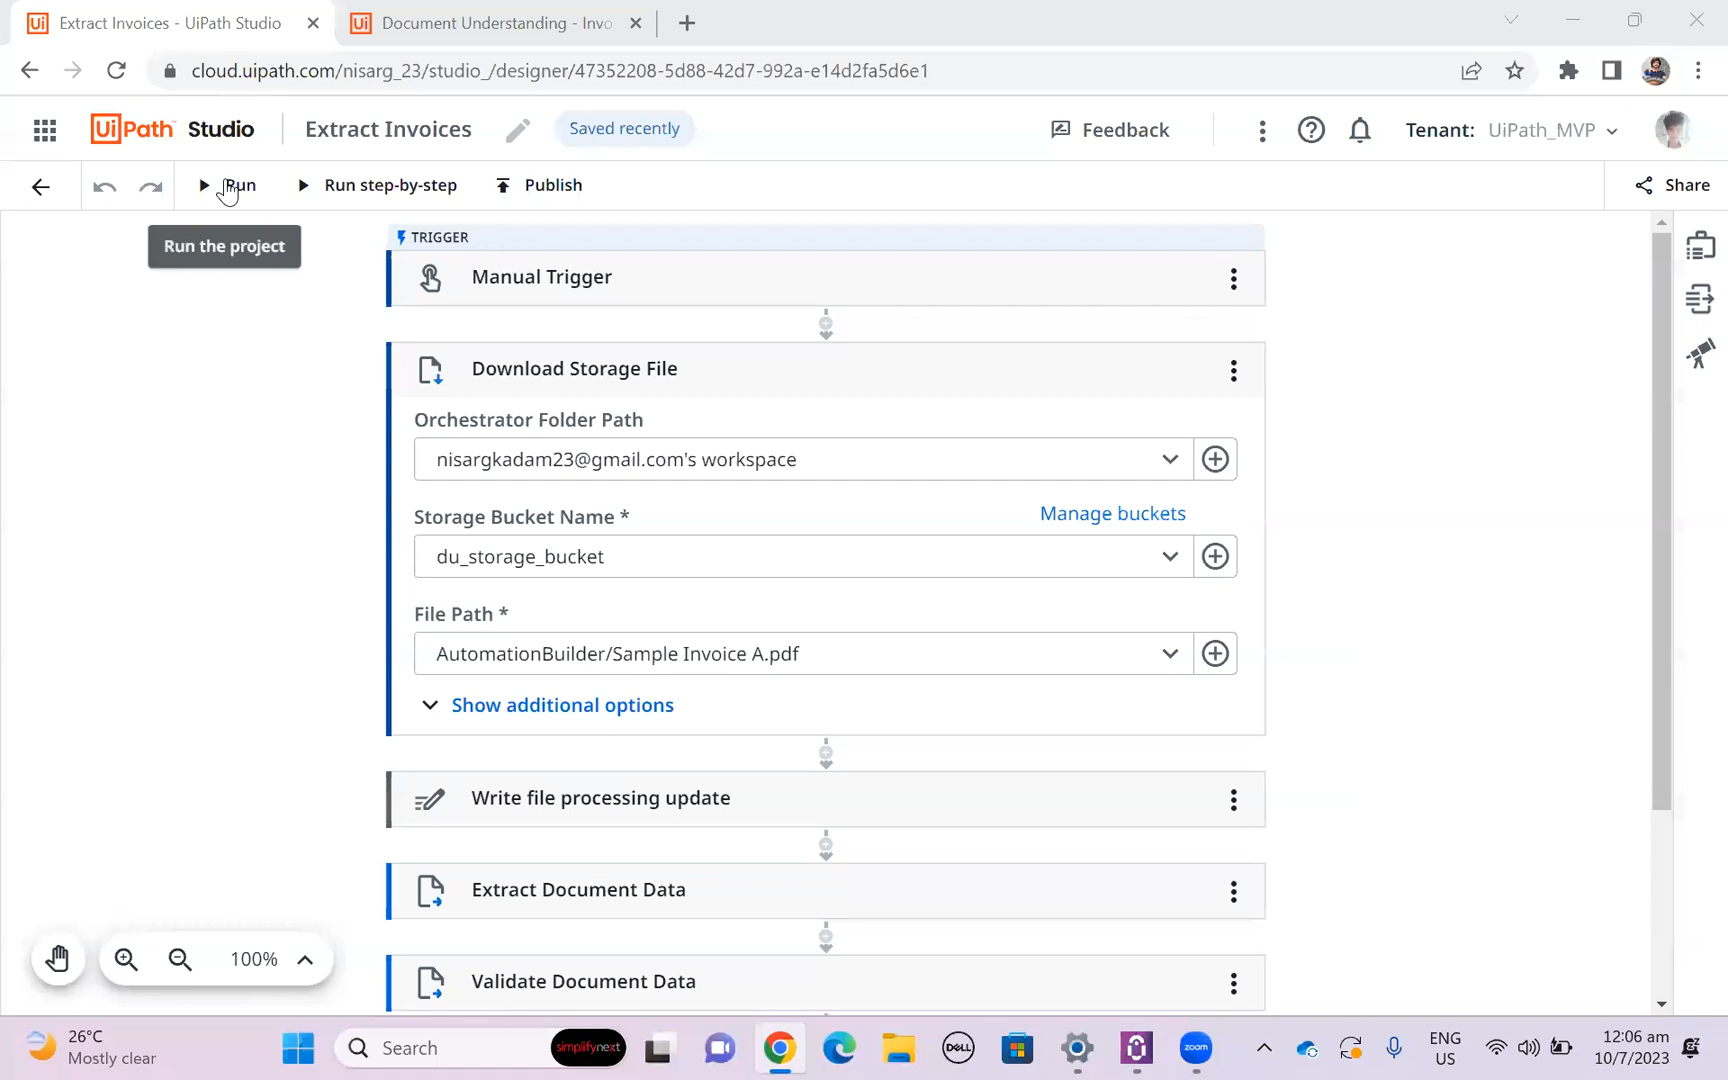 Extract Invoices - UiPath Studio
Document Understanding - Invo
cloud.uipath.com/nisarg_23/studio_/designer/47352208-5d88-42d7-992a-e14d2fa5d6e1
UiPath Studio
Extract Invoices
Saved recently
Feedback
Tenant: UiPath_MVP
Run
Run step-by-step
Publish
Share
Run the project
TRIGGER
Manual Trigger
Download Storage File
Orchestrator Folder Path
nisargkadam23@gmail.com's workspace
Storage Bucket Name *
Manage buckets
du_storage_bucket
File Path *
AutomationBuilder/Sample Invoice A.pdf
Show additional options
Write file processing update
Extract Document Data
Validate Document Data
100%
26°C
Mostly clear
Search
simplifynext
DELL
zoom
ENG
US
12:06 am
10/7/2023